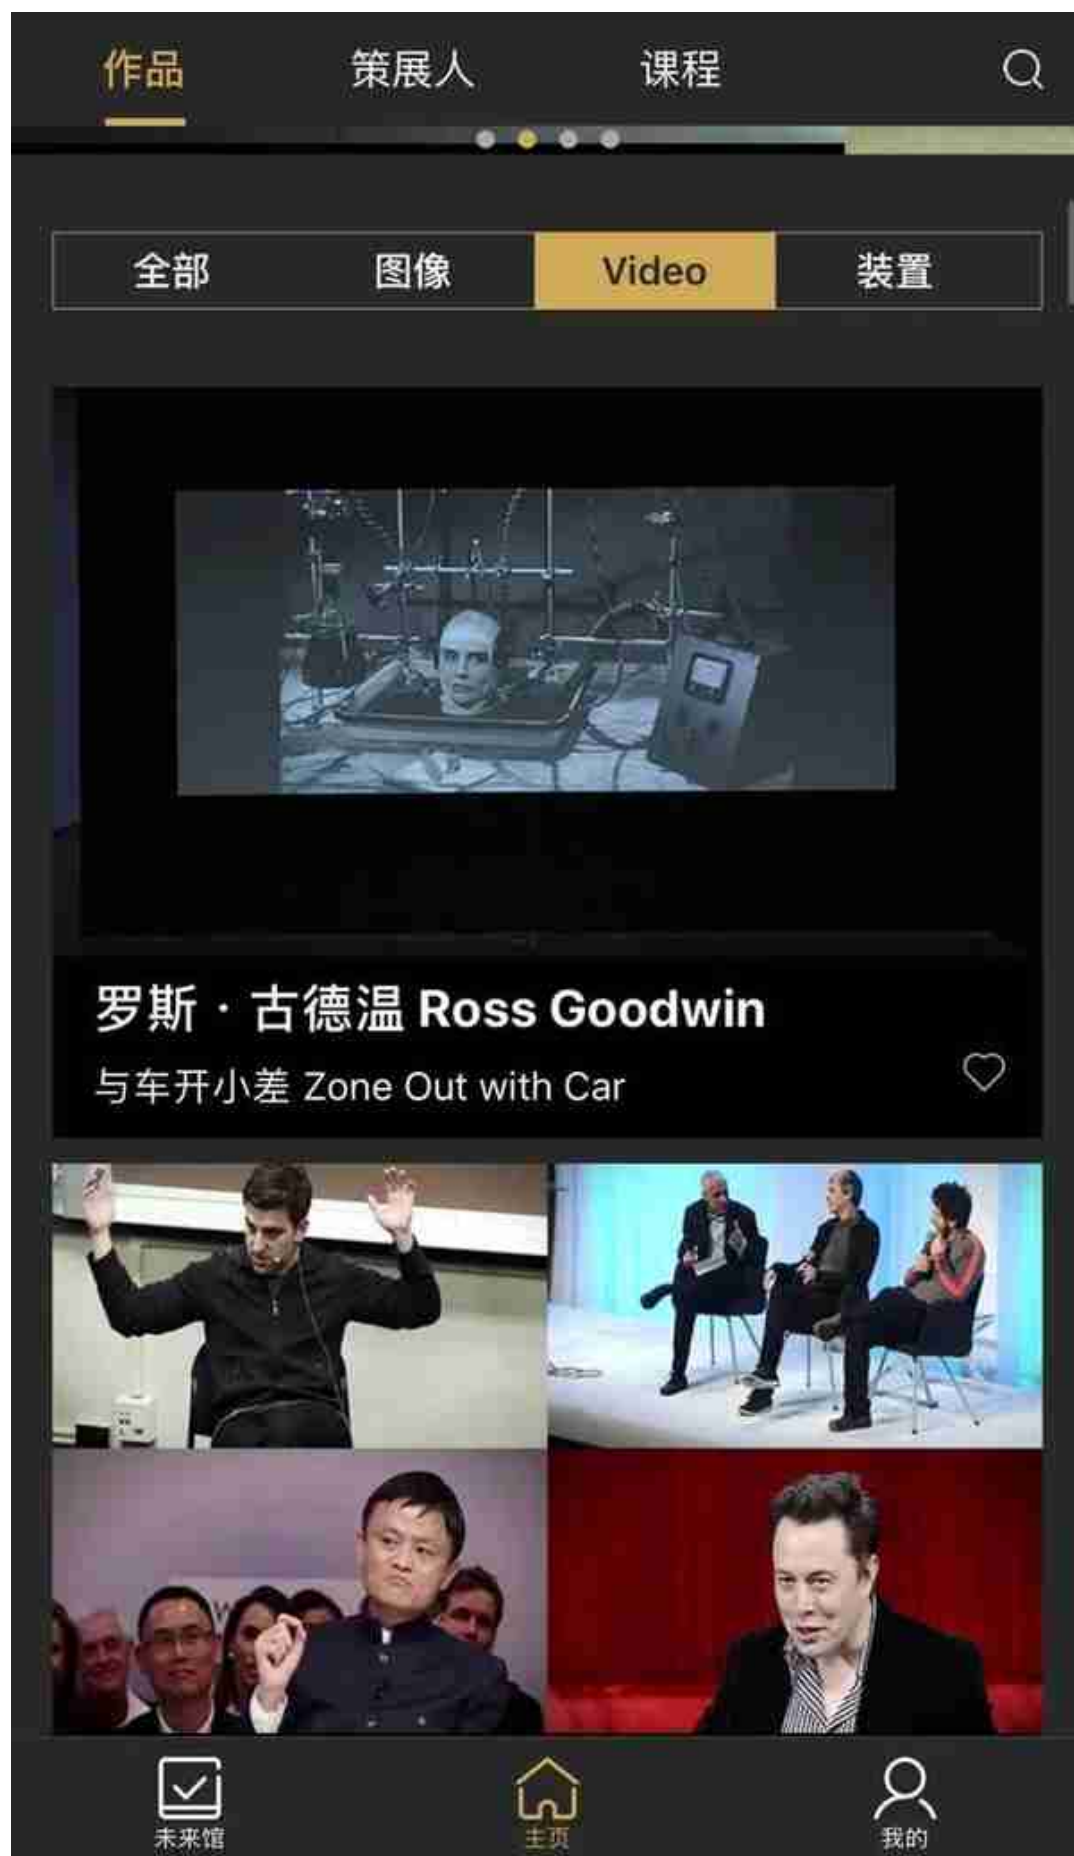 作品 策展人 课程
全部 图像 Video 装置
罗斯·古德温 Ross Goodwin
与车开小差 Zone Out with Car
未来馆 主页 我的